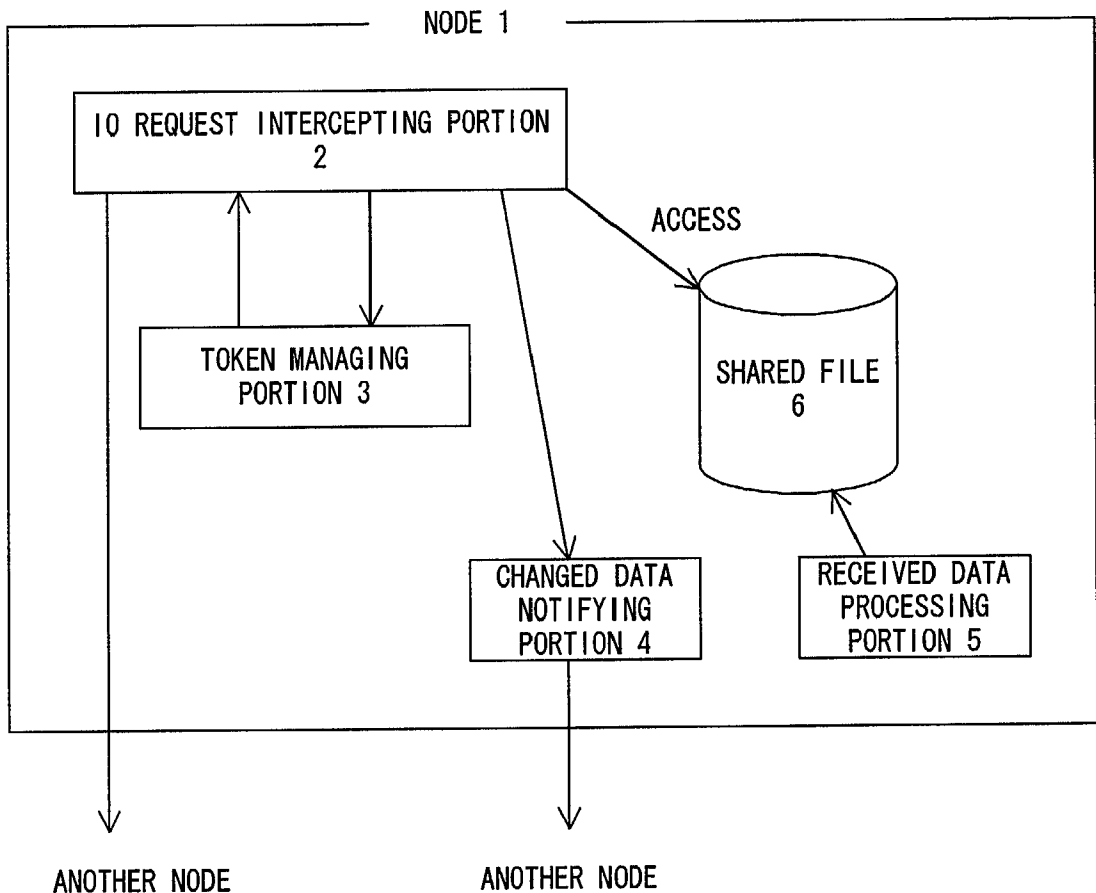 NODE 1
IO REQUEST INTERCEPTING PORTION
2
ACCESS
TOKEN MANAGING
PORTION 3
SHARED FILE
6
CHANGED DATA
NOTIFYING
PORTION 4
RECEIVED DATA
PROCESSING
PORTION 5
ANOTHER NODE
ANOTHER NODE